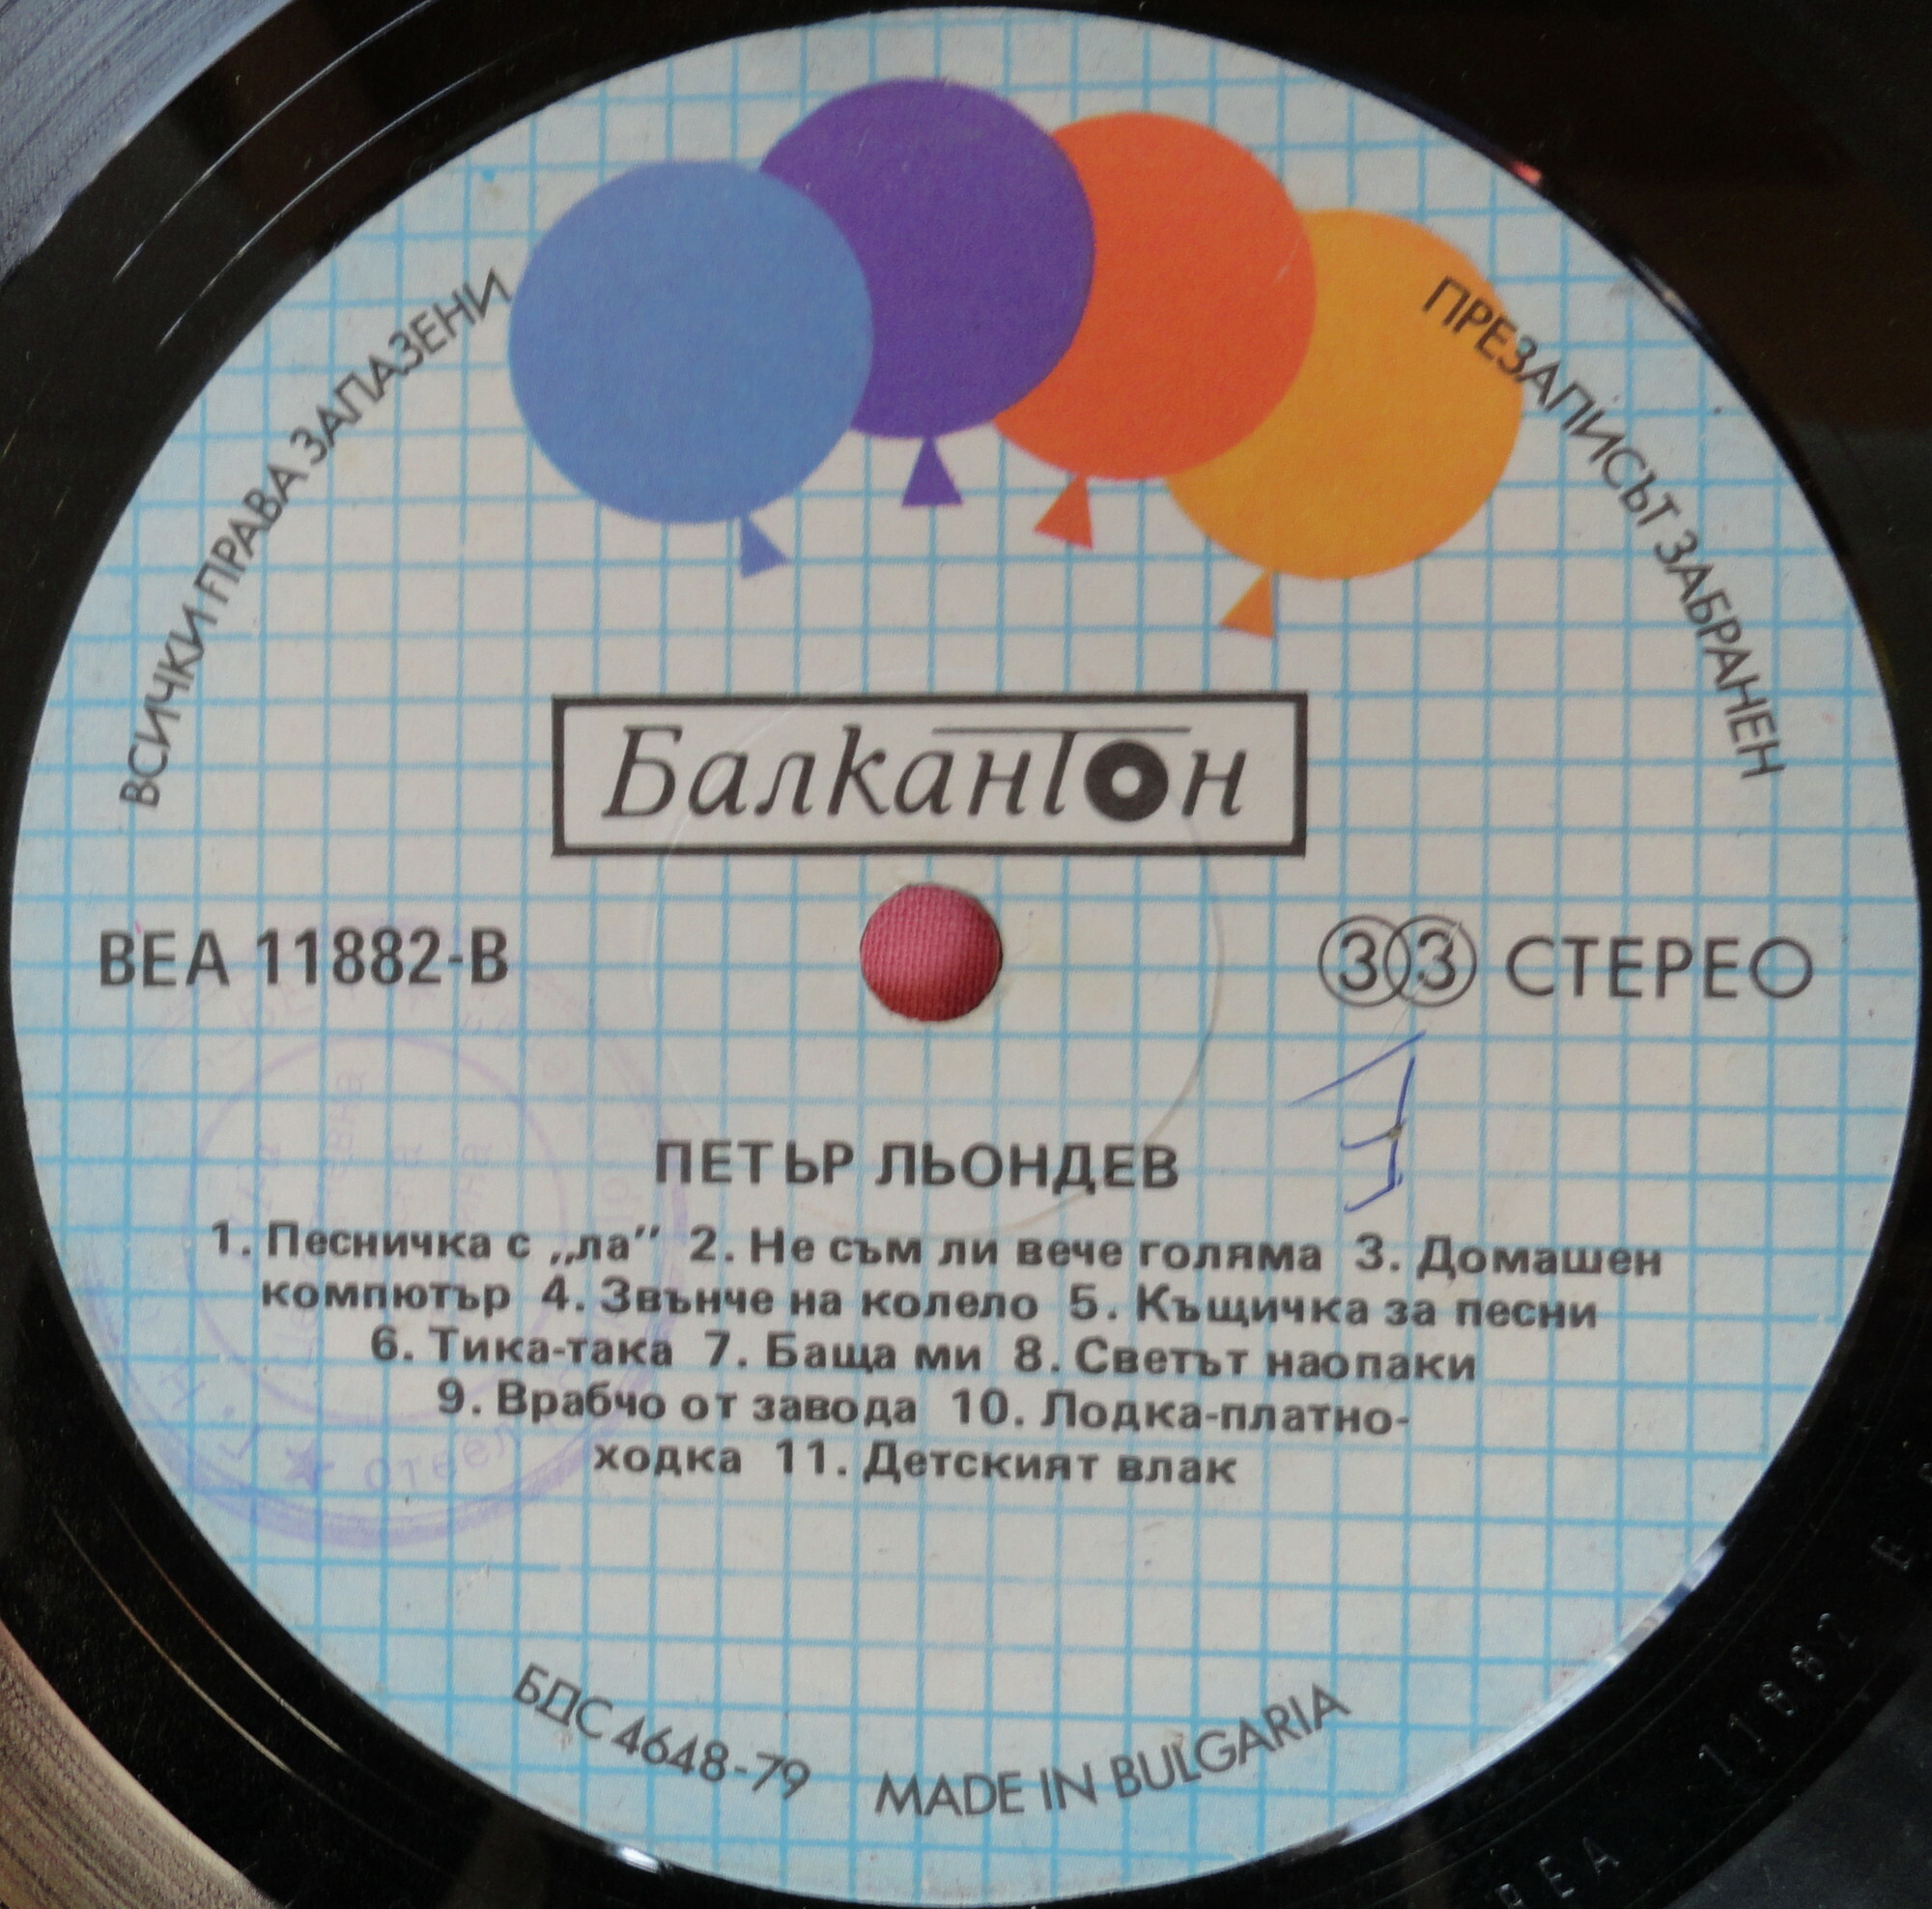 ВСИЧКИ ПРАВА ЗАПАЗЕНИ
ПРЕЗАПИСЪТ ЗАБРАНЕН
Балкантон
ВЕА 11882-В
33 СТЕРЕО
ПЕТЪР ЛЬОНДЕВ
1. Песничка с „ла” 2. Не съм ли вече голяма 3. Домашен
компютър 4. Звънче на колело 5. Къщичка за песни
6. Тика-така 7. Баща ми 8. Светът наопаки
9. Врабчо от завода 10. Лодка-платно-
ходка 11. Детският влак
БДС 4648-79
MADE IN BULGARIA
ВЕА 11882